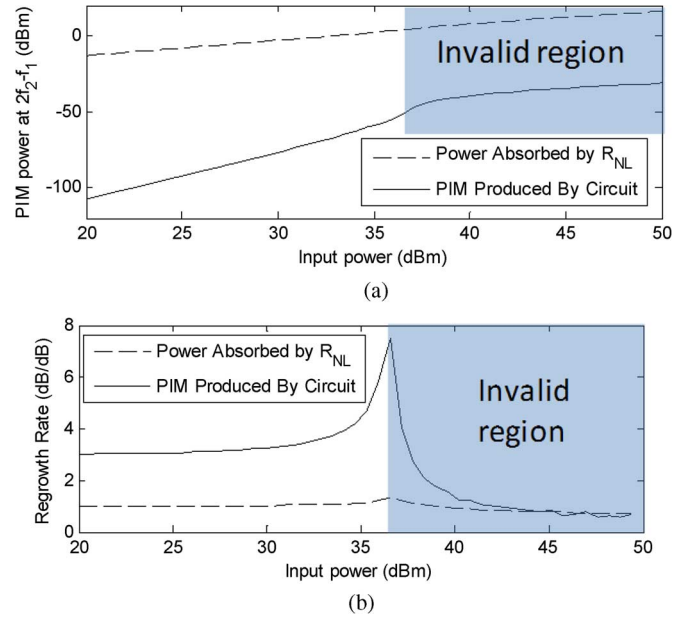 0
-50
-100
PIM power at 2f₂-f₁ (dBm)
Invalid region
Power Absorbed by R_NL
PIM Produced By Circuit
20 25 30 35 40 45 50
Input power (dBm)
(a)
8
6
4
2
0
Regrowth Rate (dB/dB)
Power Absorbed by R_NL
PIM Produced By Circuit
Invalid
region
20 25 30 35 40 45 50
Input power (dBm)
(b)